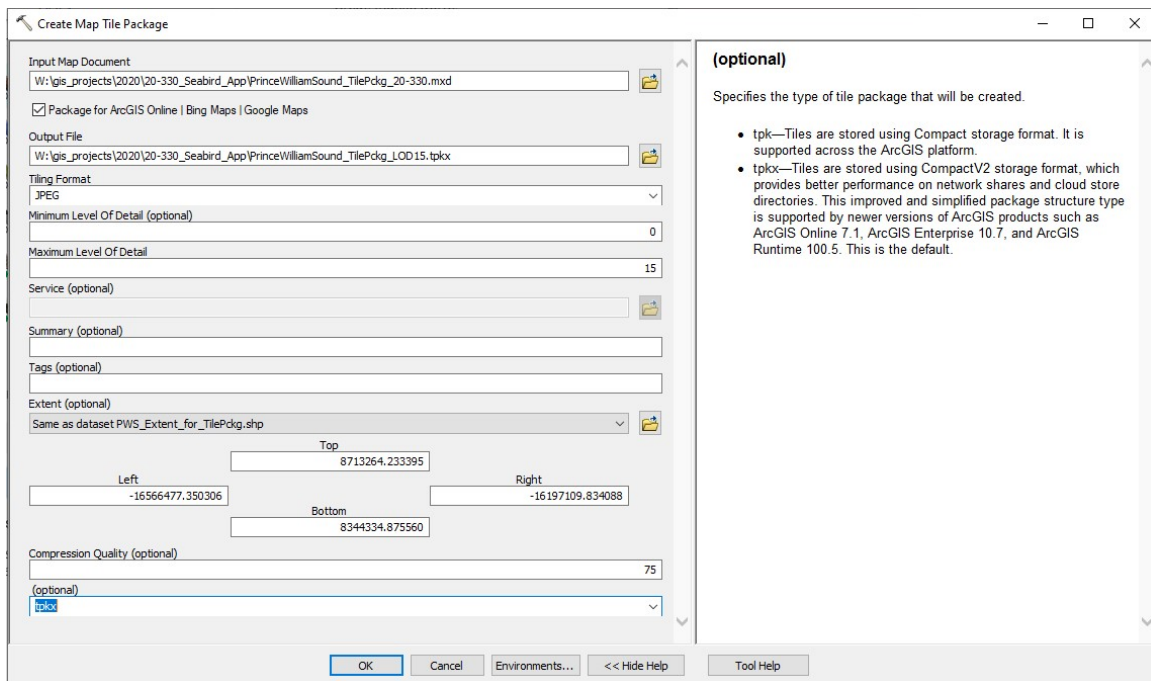 Create Map Tile Package
Input Map Document
W:\gis_projects\2020\20-330_Seabird_App\PrinceWilliamSound_TilePckg_20-330.mxd
Package for ArcGIS Online | Bing Maps | Google Maps
Output File
W:\gis_projects\2020\20-330_Seabird_App\PrinceWilliamSound_TilePckg_LOD15.tpkx
Tiling Format
JPEG
Minimum Level Of Detail (optional)
0
Maximum Level Of Detail
15
Service (optional)
Summary (optional)
Tags (optional)
Extent (optional)
Same as dataset PWS_Extent_for_TilePckg.shp
Top
8713264.233395
Left
Right
-16566477.350306
-16197109.834088
Bottom
8344334.875560
Compression Quality (optional)
75
(optional)
tpkx
OK
Cancel
Environments...
<< Hide Help
Tool Help
(optional)
Specifies the type of tile package that will be created.
• tpk—Tiles are stored using Compact storage format. It is
supported across the ArcGIS platform.
• tpkx—Tiles are stored using CompactV2 storage format, which
provides better performance on network shares and cloud store
directories. This improved and simplified package structure type
is supported by newer versions of ArcGIS products such as
ArcGIS Online 7.1, ArcGIS Enterprise 10.7, and ArcGIS
Runtime 100.5. This is the default.